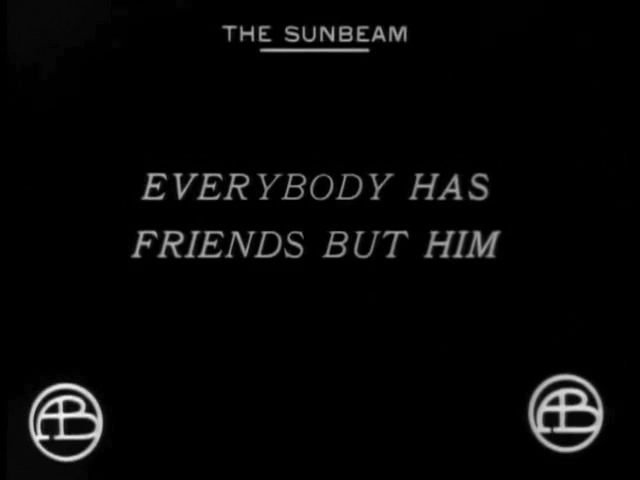 THE SUNBEAM
EVERYBODY HAS
FRIENDS BUT HIM
AB AB